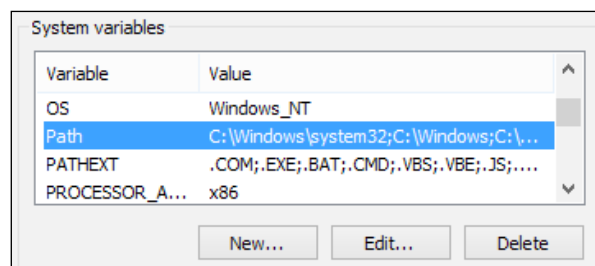 System variables
Variable Value
OS Windows_NT
Path C:\Windows\system32;C:\Windows;C:\...
PATHEXT .COM;.EXE;.BAT;.CMD;.VBS;.VBE;.JS;....
PROCESSOR_A... x86
New... Edit... Delete